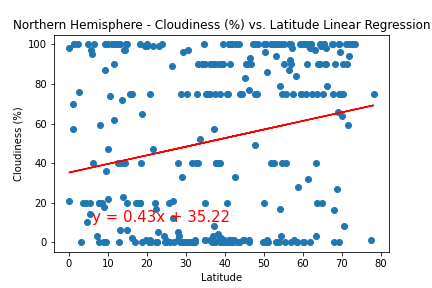 Northern Hemisphere - Cloudiness (%) vs. Latitude Linear Regression
Cloudiness (%)
100
80
60
40
20
0
y = 0.43x + 35.22
0 10 20 30 40 50 60 70 80
Latitude